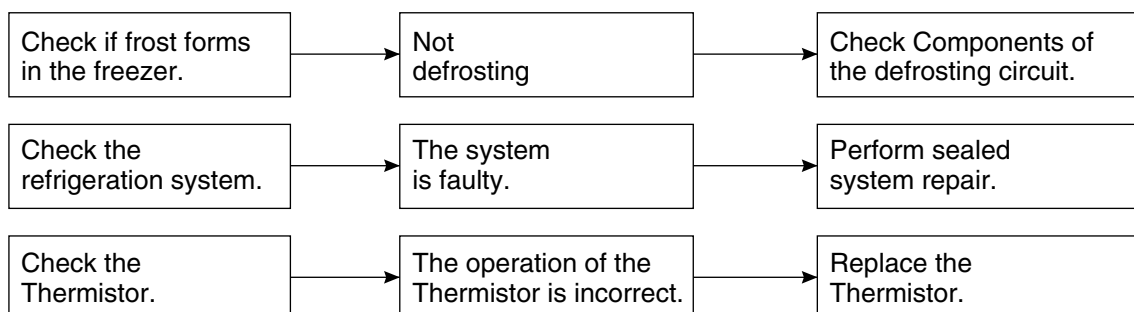 Check if frost forms
in the freezer.
Not
defrosting
Check Components of
the defrosting circuit.
Check the
refrigeration system.
The system
is faulty.
Perform sealed
system repair.
Check the
Thermistor.
The operation of the
Thermistor is incorrect.
Replace the
Thermistor.